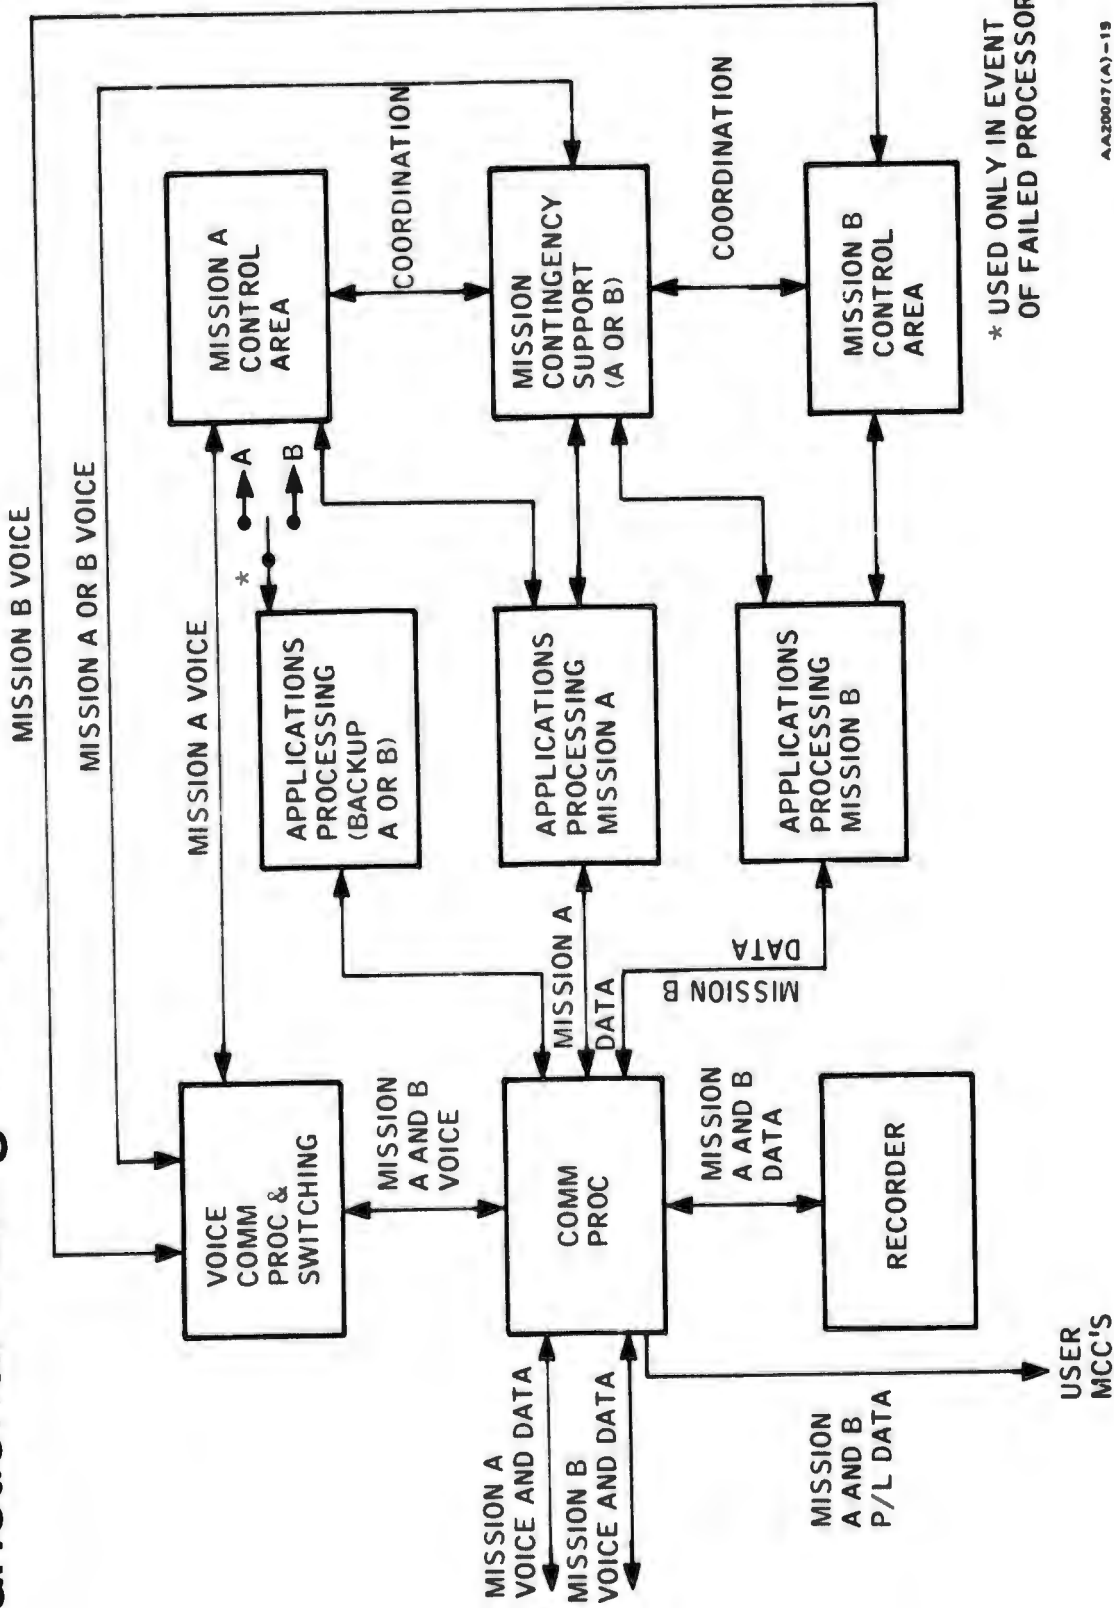 MISSION B VOICE
MISSION A OR B VOICE
MISSION A VOICE
VOICE
COMM
PROC &
SWITCHING
MISSION
A AND B
VOICE
*
A
B
APPLICATIONS
PROCESSING
(BACKUP
A OR B)
MISSION A
CONTROL
AREA
COORDINATION
MISSION A
VOICE AND DATA
MISSION B
VOICE AND DATA
COMM
PROC
MISSION A
DATA
APPLICATIONS
PROCESSING
MISSION A
MISSION
CONTINGENCY
SUPPORT
(A OR B)
MISSION B
DATA
COORDINATION
MISSION
A AND B
DATA
RECORDER
APPLICATIONS
PROCESSING
MISSION B
MISSION B
CONTROL
AREA
MISSION
A AND B
P/L DATA
USER
MCC'S
* USED ONLY IN EVENT
OF FAILED PROCESSOR
AA20047(A)-15